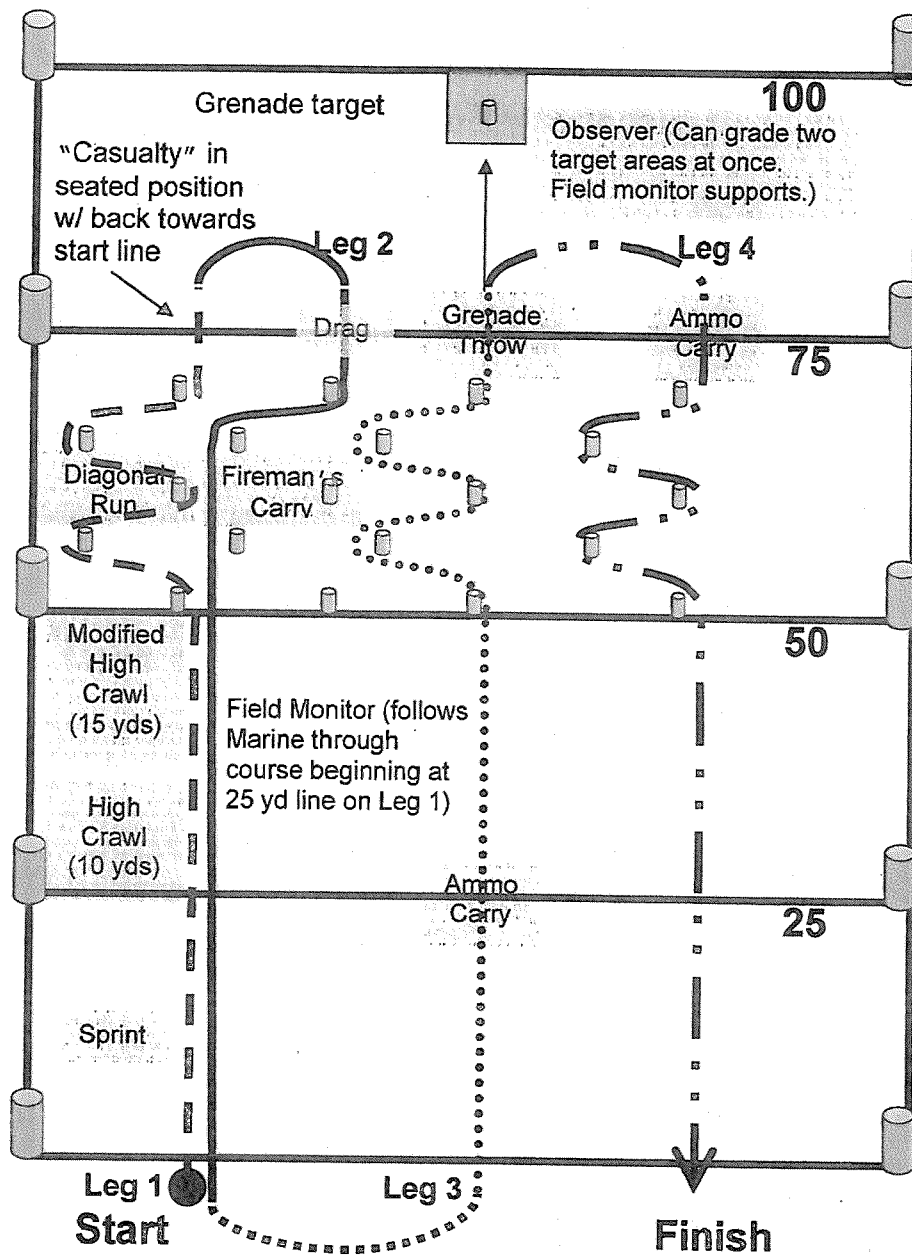 100
Grenade target
Observer (Can grade two
target areas at once.
Field monitor supports.)
"Casualty" in
seated position
w/ back towards
start line
Leg 2
Leg 4
Drag
Grenade
Throw
Ammo
Carry
75
Diagonal
Run
Fireman's
Carry
50
Modified
High
Crawl
(15 yds)
Field Monitor (follows
Marine through
course beginning at
25 yd line on Leg 1)
High
Crawl
(10 yds)
Ammo
Carry
25
Sprint
Leg 1
Start
Leg 3
Finish